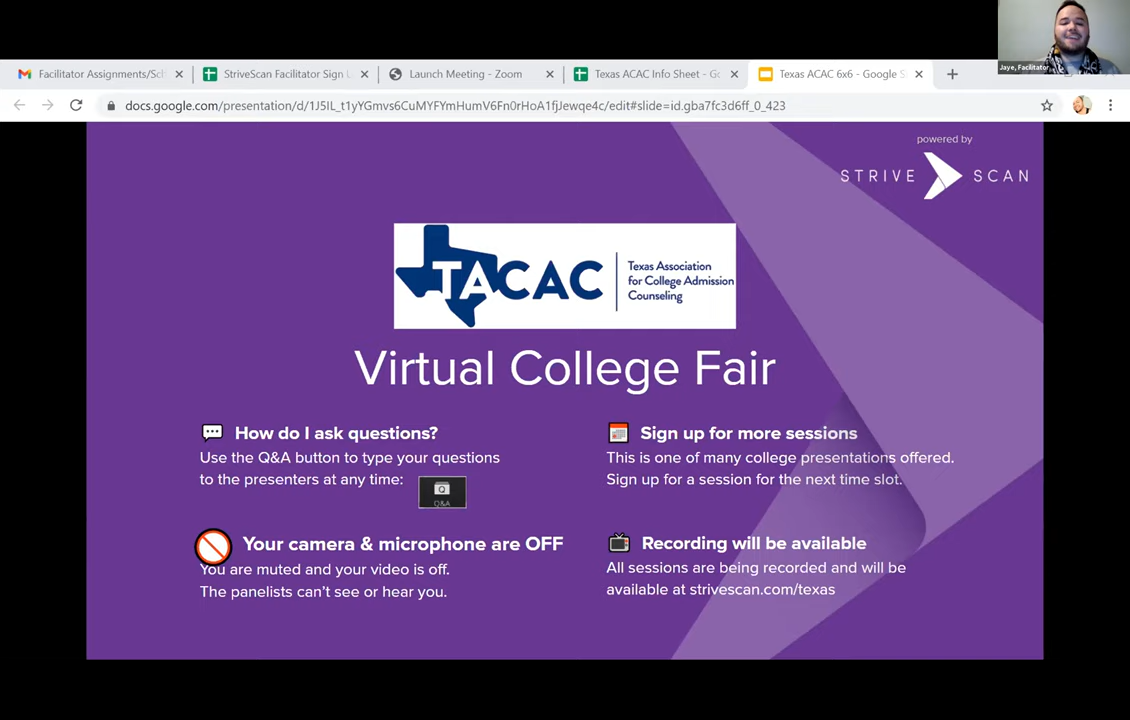 Jaye, Facilitator
Facilitator Assignments/Sch
StriveScan Facilitator Sign U
Launch Meeting - Zoom
Texas ACAC Info Sheet - Go
Texas ACAC 6x6 - Google S
docs.google.com/presentation/d/1J5IL_t1yYGmvs6CuMYFYmHumV6Fn0rHoA1fjJewqe4c/edit#slide=id.gba7fc3d6ff_0_423
powered by
STRIVE SCAN
TACAC
Texas Association
for College Admission
Counseling
Virtual College Fair
How do I ask questions?
Use the Q&A button to type your questions
to the presenters at any time:
Q&A
Sign up for more sessions
This is one of many college presentations offered.
Sign up for a session for the next time slot.
Your camera & microphone are OFF
You are muted and your video is off.
The panelists can't see or hear you.
Recording will be available
All sessions are being recorded and will be
available at strivescan.com/texas